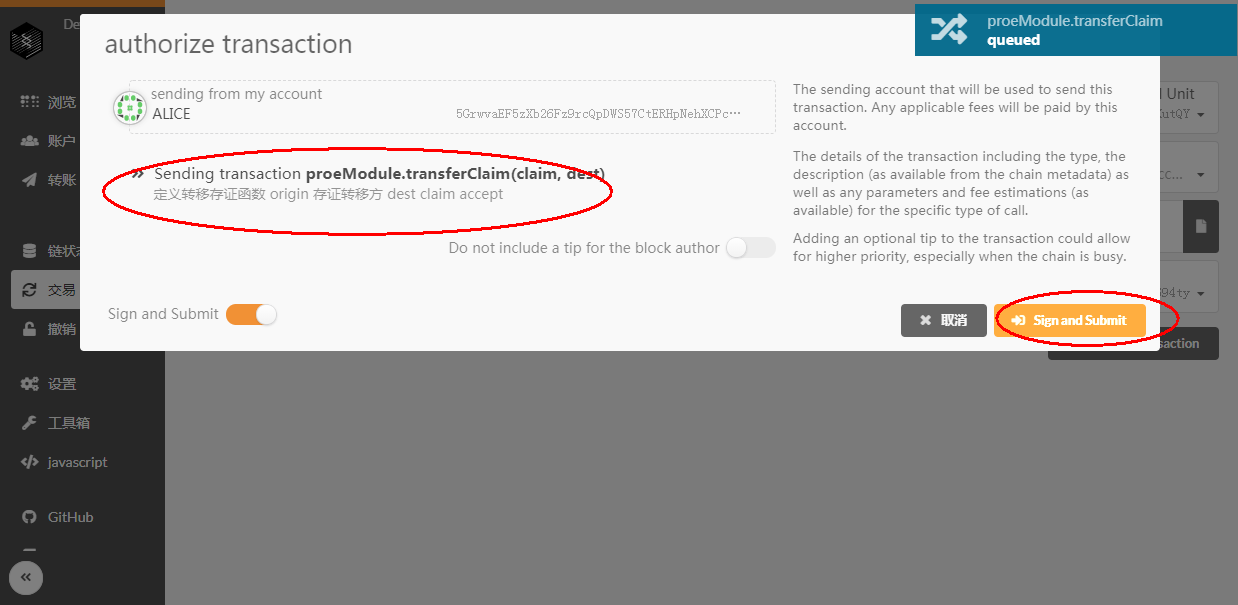 De
proeModule.transferClaim
queued
authorize transaction
sending from my account
ALICE
5GrwvaEF5zXb26Fz9rcQpDWS57CtERHpNehXCPc…
The sending account that will be used to send this
transaction. Any applicable fees will be paid by this
account.
Unit
utQY
浏览
账户
转账
Sending transaction proeModule.transferClaim(claim, dest)
定义转移存证函数 origin 存证转移方 dest claim accept
The details of the transaction including the type, the
description (as available from the chain metadata) as
well as any parameters and fee estimations (as
available) for the specific type of call.
cc...
Do not include a tip for the block author
Adding an optional tip to the transaction could allow
for higher priority, especially when the chain is busy.
链状态
交易
94ty
Sign and Submit
取消
Sign and Submit
撤销
saction
设置
工具箱
javascript
GitHub